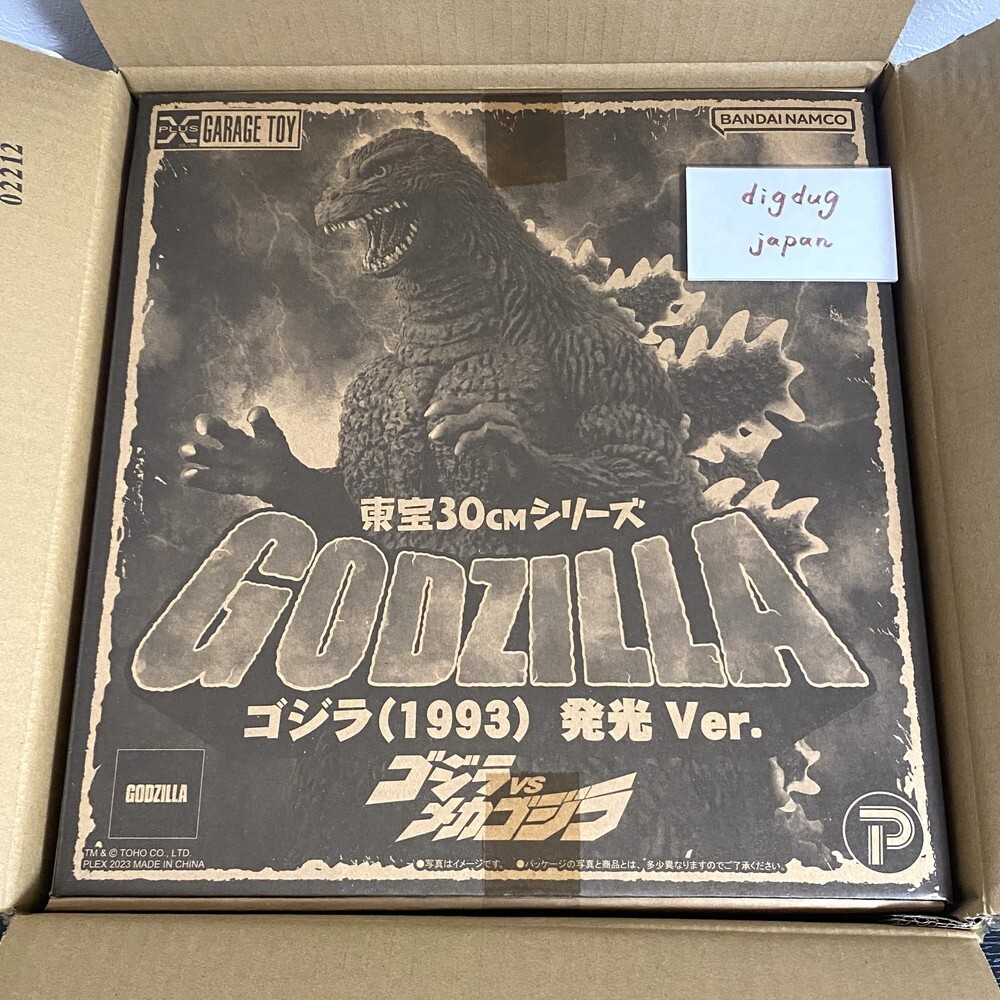 02212
X
PLUS
CO., LTD.
GARAGE TOY
BANDAI NAMCO
digdug
japan
東宝30CMシリーズ
GODZILLA
ゴジラ(1993) 発光 Ver.
ゴジラVS
メカゴジラ
GODZILLA
TM & © TOHO CO., LTD.
PLEX 2023 MADE IN CHINA
●写真はイメージです。 ●パッケージの写真と商品とは、多少異なりますのでご了承ください。
P